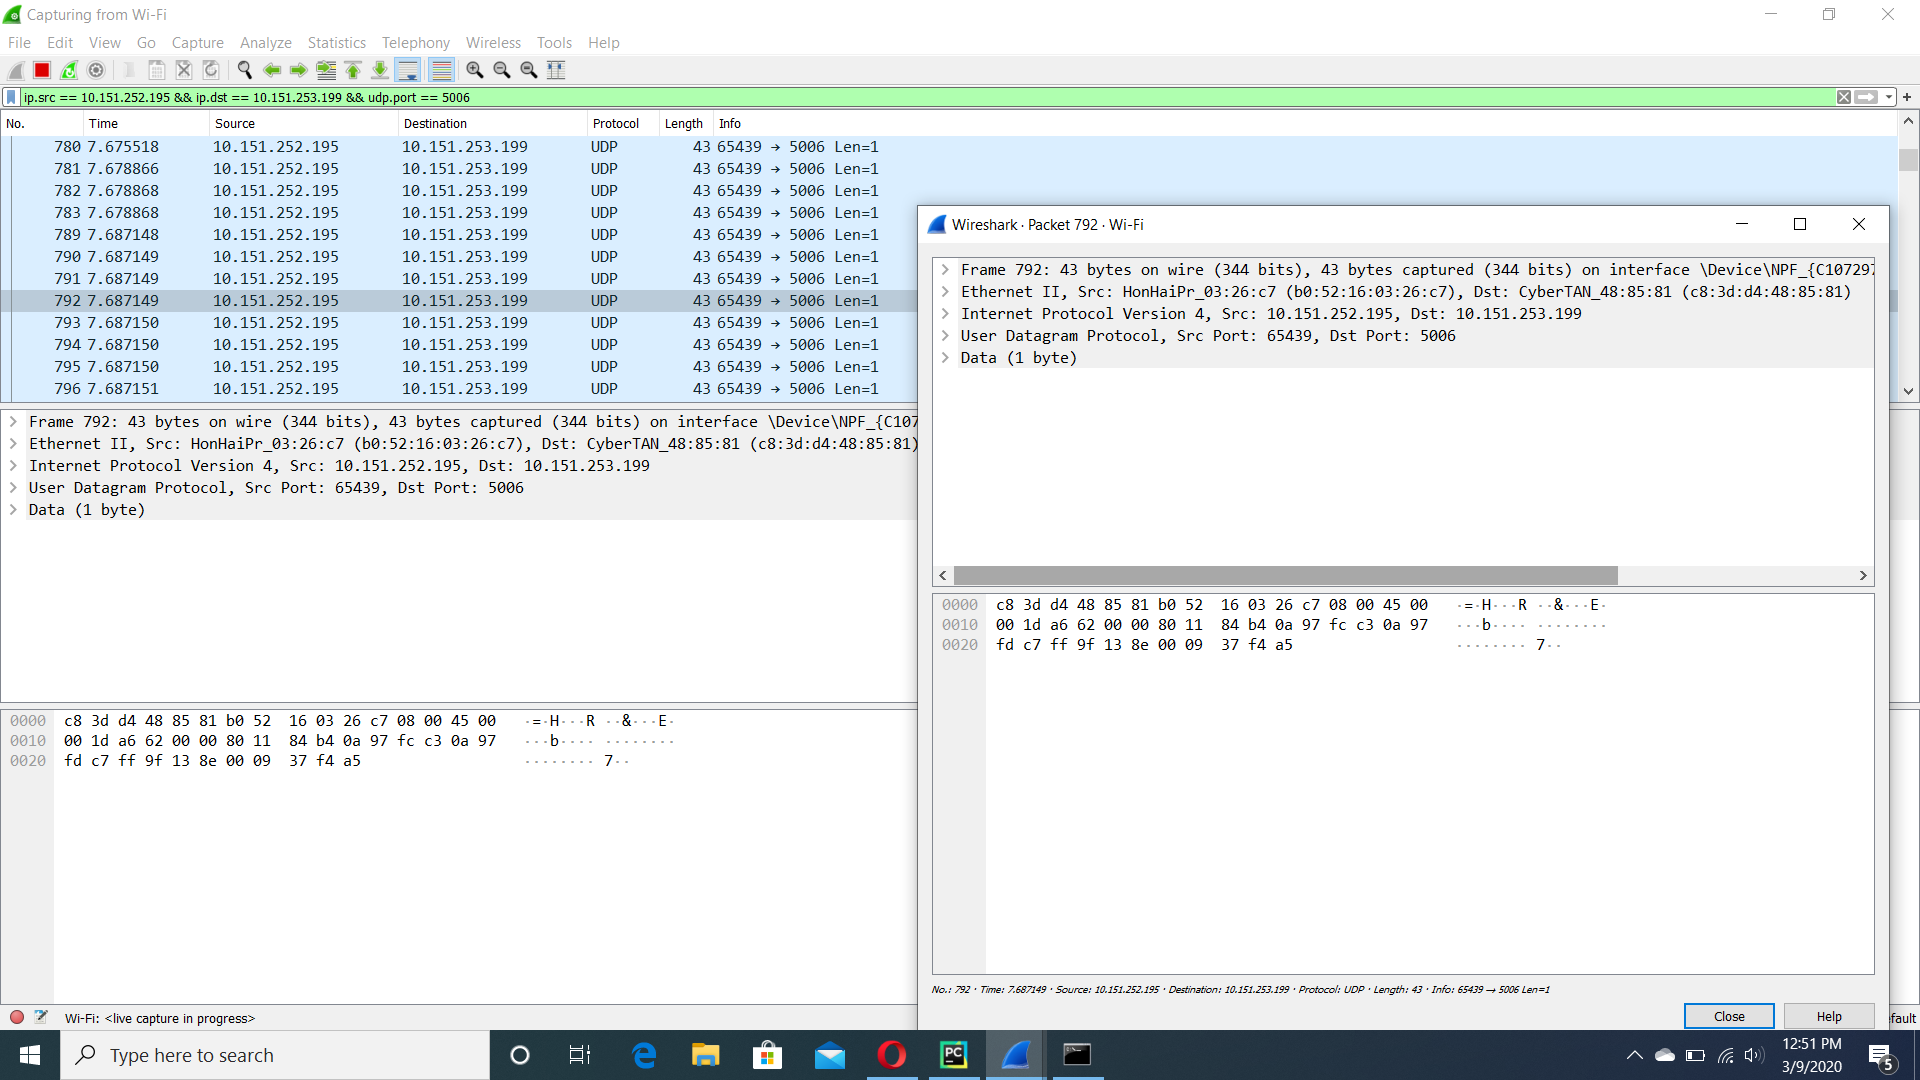 Capturing from Wi-Fi
File Edit View Go Capture Analyze Statistics Telephony Wireless Tools Help
ip.src == 10.151.252.195 && ip.dst == 10.151.253.199 && udp.port == 5006
No. Time Source Destination Protocol Length Info
780 7.675518 10.151.252.195 10.151.253.199 UDP 43 65439 → 5006 Len=1
781 7.678866 10.151.252.195 10.151.253.199 UDP 43 65439 → 5006 Len=1
782 7.678868 10.151.252.195 10.151.253.199 UDP 43 65439 → 5006 Len=1
783 7.678868 10.151.252.195 10.151.253.199 UDP 43 65439 → 5006 Len=1
789 7.687148 10.151.252.195 10.151.253.199 UDP 43 65439 → 5006 Len=1
790 7.687149 10.151.252.195 10.151.253.199 UDP 43 65439 → 5006 Len=1
791 7.687149 10.151.252.195 10.151.253.199 UDP 43 65439 → 5006 Len=1
792 7.687149 10.151.252.195 10.151.253.199 UDP 43 65439 → 5006 Len=1
793 7.687150 10.151.252.195 10.151.253.199 UDP 43 65439 → 5006 Len=1
794 7.687150 10.151.252.195 10.151.253.199 UDP 43 65439 → 5006 Len=1
795 7.687150 10.151.252.195 10.151.253.199 UDP 43 65439 → 5006 Len=1
796 7.687151 10.151.252.195 10.151.253.199 UDP 43 65439 → 5006 Len=1
Frame 792: 43 bytes on wire (344 bits), 43 bytes captured (344 bits) on interface \Device\NPF_{C107
Ethernet II, Src: HonHaiPr_03:26:c7 (b0:52:16:03:26:c7), Dst: CyberTAN_48:85:81 (c8:3d:d4:48:85:81)
Internet Protocol Version 4, Src: 10.151.252.195, Dst: 10.151.253.199
User Datagram Protocol, Src Port: 65439, Dst Port: 5006
Data (1 byte)
0000 c8 3d d4 48 85 81 b0 52 16 03 26 c7 08 00 45 00 ·=·H···R ··&···E·
0010 00 1d a6 62 00 00 80 11 84 b4 0a 97 fc c3 0a 97 ···b···· ········
0020 fd c7 ff 9f 13 8e 00 09 37 f4 a5 ········ 7··
Wi-Fi: <live capture in progress>
efault
Wireshark · Packet 792 · Wi-Fi
Frame 792: 43 bytes on wire (344 bits), 43 bytes captured (344 bits) on interface \Device\NPF_{C10729
Ethernet II, Src: HonHaiPr_03:26:c7 (b0:52:16:03:26:c7), Dst: CyberTAN_48:85:81 (c8:3d:d4:48:85:81)
Internet Protocol Version 4, Src: 10.151.252.195, Dst: 10.151.253.199
User Datagram Protocol, Src Port: 65439, Dst Port: 5006
Data (1 byte)
0000 c8 3d d4 48 85 81 b0 52 16 03 26 c7 08 00 45 00 ·=·H···R ··&···E·
0010 00 1d a6 62 00 00 80 11 84 b4 0a 97 fc c3 0a 97 ···b···· ········
0020 fd c7 ff 9f 13 8e 00 09 37 f4 a5 ········ 7··
No.: 792 · Time: 7.687149 · Source: 10.151.252.195 · Destination: 10.151.253.199 · Protocol: UDP · Length: 43 · Info: 65439 → 5006 Len=1
Close
Help
Type here to search
PC
12:51 PM
3/9/2020
5